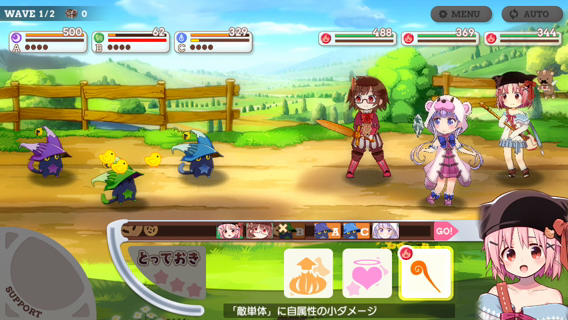 WAVE 1/2 0
MENU
AUTO
500
A
62
B
329
C
488
369
344
B A C GO!
とっておき
SUPPORT
「敵単体」に自属性の小ダメージ